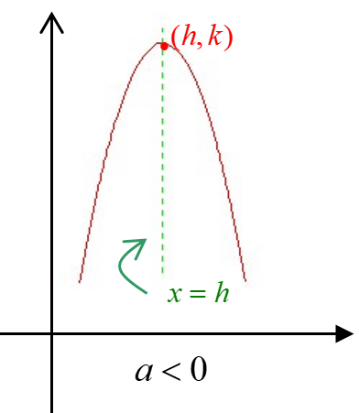 (h, k)
x = h
a < 0